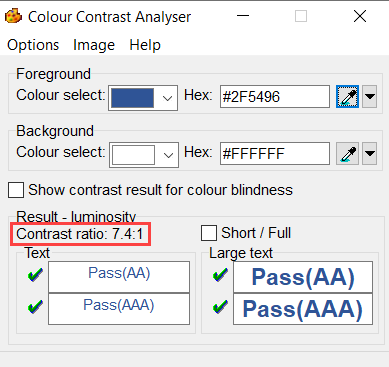 Colour Contrast Analyser
Options Image Help
Foreground
Colour select: Hex: #2F5496
Background
Colour select: Hex: #FFFFFF
Show contrast result for colour blindness
Result - luminosity
Contrast ratio: 7.4:1
Short / Full
Text
Pass(AA)
Pass(AAA)
Large text
Pass(AA)
Pass(AAA)